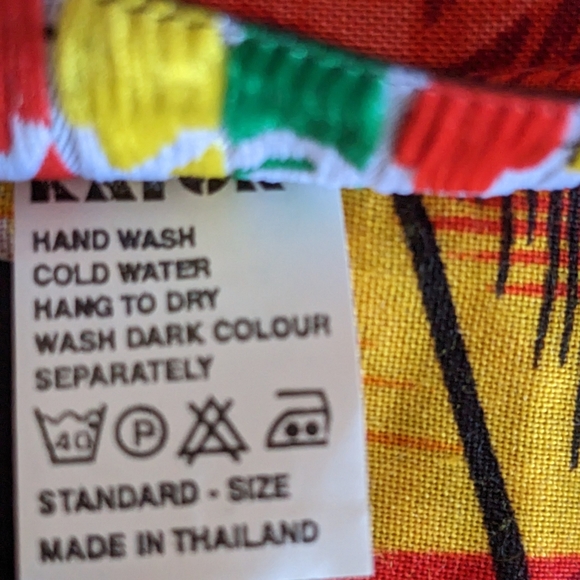 HAND WASH
COLD WATER
HANG TO DRY
WASH DARK COLOUR
SEPARATELY
40 P
STANDARD - SIZE
MADE IN THAILAND